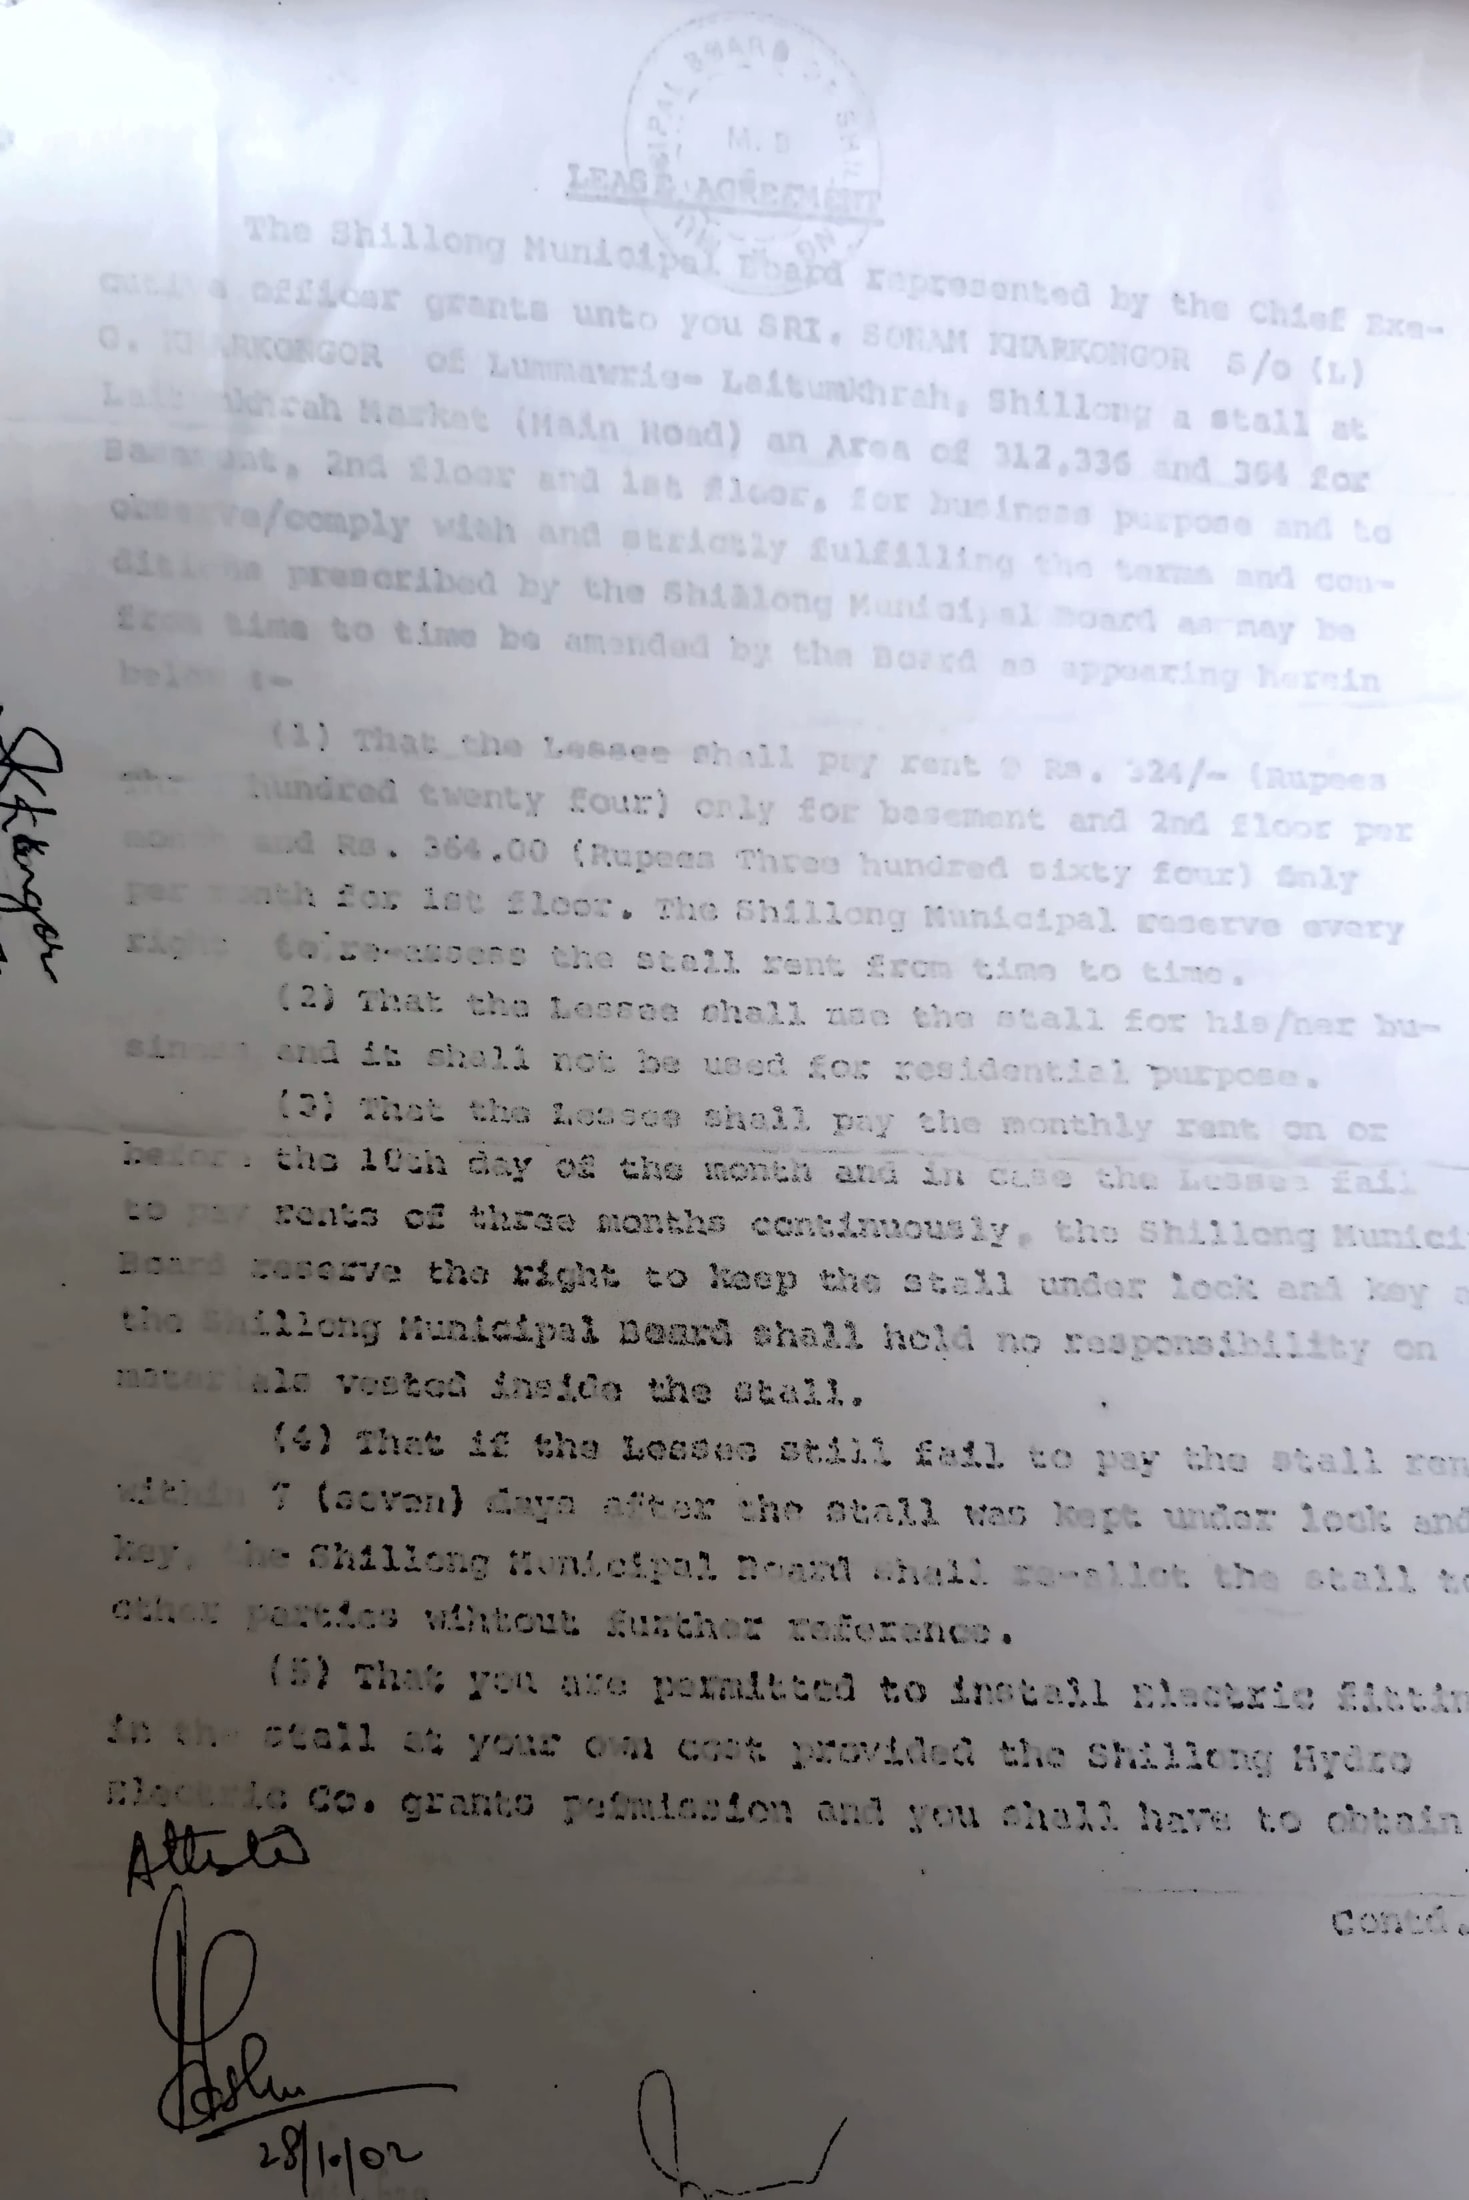 M. B
LEASE AGREEMENT
The Shillong Municipal Board represented by the Chief Exe-
cutive officer grants unto you SRI. SORAM KHARKONGOR S/o (L)
O. KHARKONGOR of Lummawrie- Laitumkhrah, Shillong a stall at
Laitumkhrah Market (Main Road) an Area of 312,336 and 364 for
Basement, 2nd floor and 1st floor, for business purpose and to
observe/comply with and strictly fulfilling the terms and con-
ditions prescribed by the Shillong Municipal Board as may be
from time to time be amended by the Board as appearing herein
below :-
(1) That the Lessee shall pay rent @ Rs. 324/- (Rupees
hundred twenty four) only for basement and 2nd floor per
month and Rs. 364.00 (Rupees Three hundred sixty four) only
per month for 1st floor. The Shillong Municipal reserve every
right to re-assess the stall rent from time to time.
(2) That the Lessee shall use the stall for his/her bu-
siness and it shall not be used for residential purpose.
(3) That the Lessee shall pay the monthly rent on or
before the 10th day of the month and in case the Lessee fail
to pay rents of three months continuously, the Shillong Munici
Board reserve the right to keep the stall under lock and key a
the Shillong Municipal Board shall hold no responsibility on
materials vested inside the stall.
(4) That if the Lessee still fail to pay the stall ren
within 7 (seven) days after the stall was kept under lock and
key, the Shillong Municipal Board shall re-allot the stall to
other parties wihtout further reference.
(5) That you are permitted to install Electric fittin
in the stall at your own cost provided the Shillong Hydro
Electric Co. grants permission and you shall have to obtain
Contd.
Attested
28/10/02